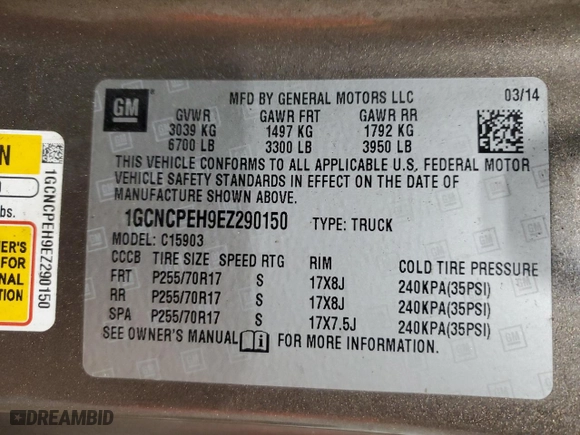 GM
MFD BY GENERAL MOTORS LLC
03/14
GVWR GAWR FRT GAWR RR
3039 KG 1497 KG 1792 KG
6700 LB 3300 LB 3950 LB
THIS VEHICLE CONFORMS TO ALL APPLICABLE U.S. FEDERAL MOTOR
VEHICLE SAFETY STANDARDS IN EFFECT ON THE DATE OF
MANUFACTURE SHOWN ABOVE.
1GCNCPEH9EZ290150 TYPE: TRUCK
MODEL: C15903
CCCB TIRE SIZE SPEED RTG RIM COLD TIRE PRESSURE
FRT P255/70R17 S 17X8J 240KPA(35PSI)
RR P255/70R17 S 17X8J 240KPA(35PSI)
SPA P255/70R17 S 17X7.5J 240KPA(35PSI)
SEE OWNER'S MANUAL FOR MORE INFORMATION.
N
lbs.
NER'S
FOR
NAL
TION
1GCNCPEH9EZ290150
DREAMBID